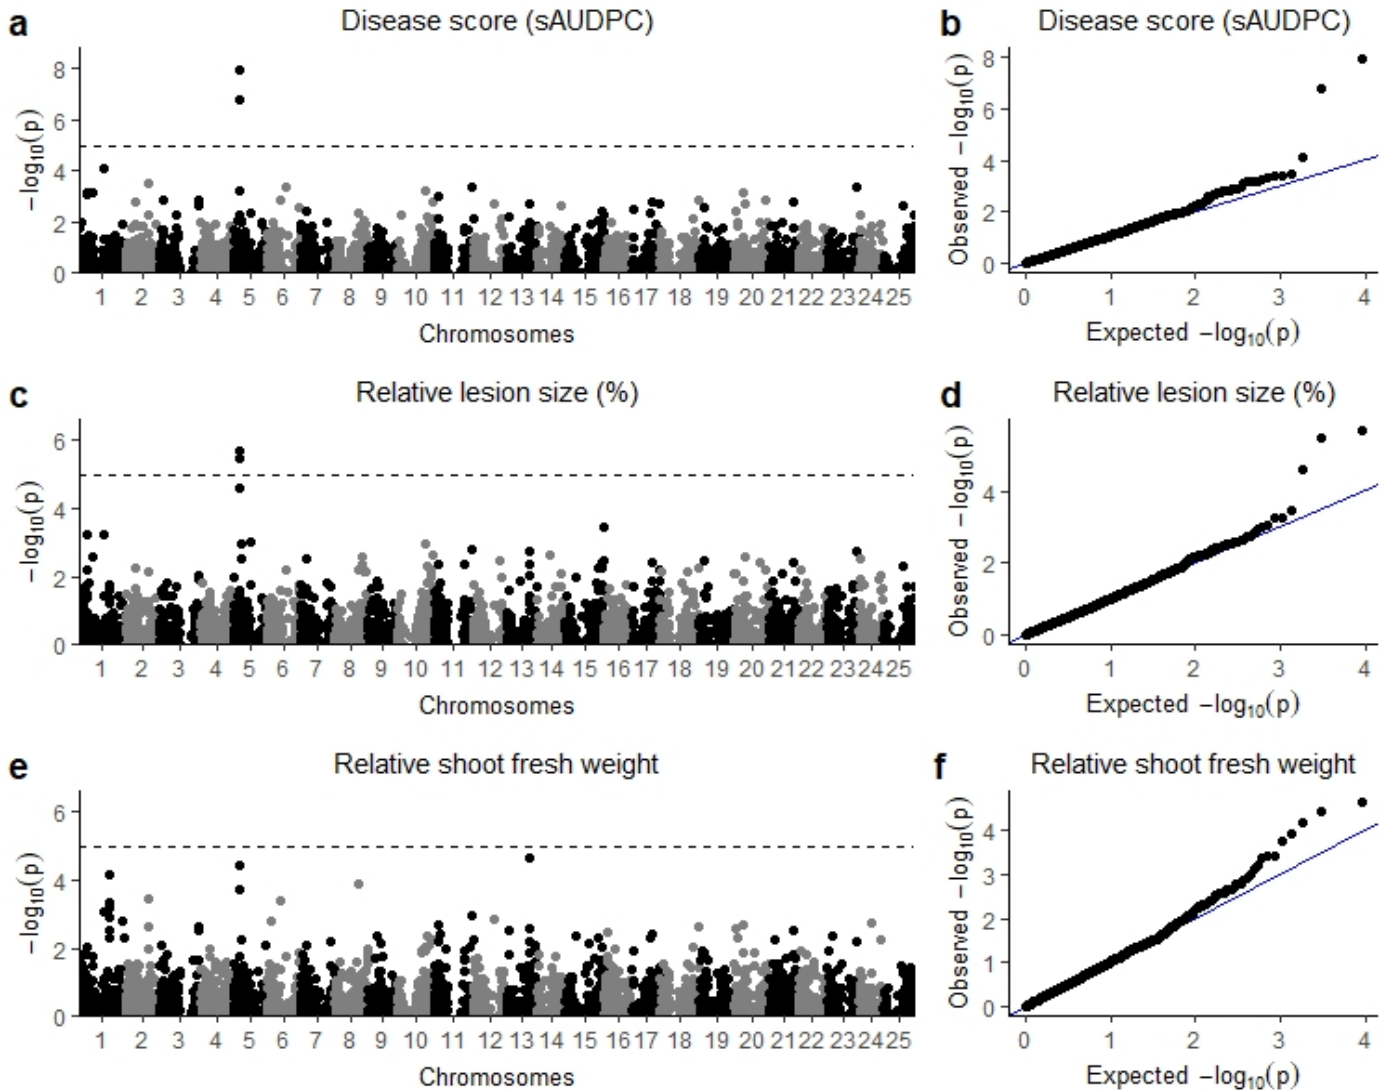 a Disease score (sAUDPC)
−log10(p)
8
6
4
2
0
1 2 3 4 5 6 7 8 9 10 11 12 13 14 15 16 17 18 19 20 21 22 23 24 25
Chromosomes
b Disease score (sAUDPC)
Observed −log10(p)
8
6
4
2
0
0 1 2 3 4
Expected −log10(p)
c Relative lesion size (%)
−log10(p)
6
4
2
0
1 2 3 4 5 6 7 8 9 10 11 12 13 14 15 16 17 18 19 20 21 22 23 24 25
Chromosomes
d Relative lesion size (%)
Observed −log10(p)
4
2
0
0 1 2 3 4
Expected −log10(p)
e Relative shoot fresh weight
−log10(p)
6
4
2
0
1 2 3 4 5 6 7 8 9 10 11 12 13 14 15 16 17 18 19 20 21 22 23 24 25
Chromosomes
f Relative shoot fresh weight
Observed −log10(p)
4
3
2
1
0
0 1 2 3 4
Expected −log10(p)